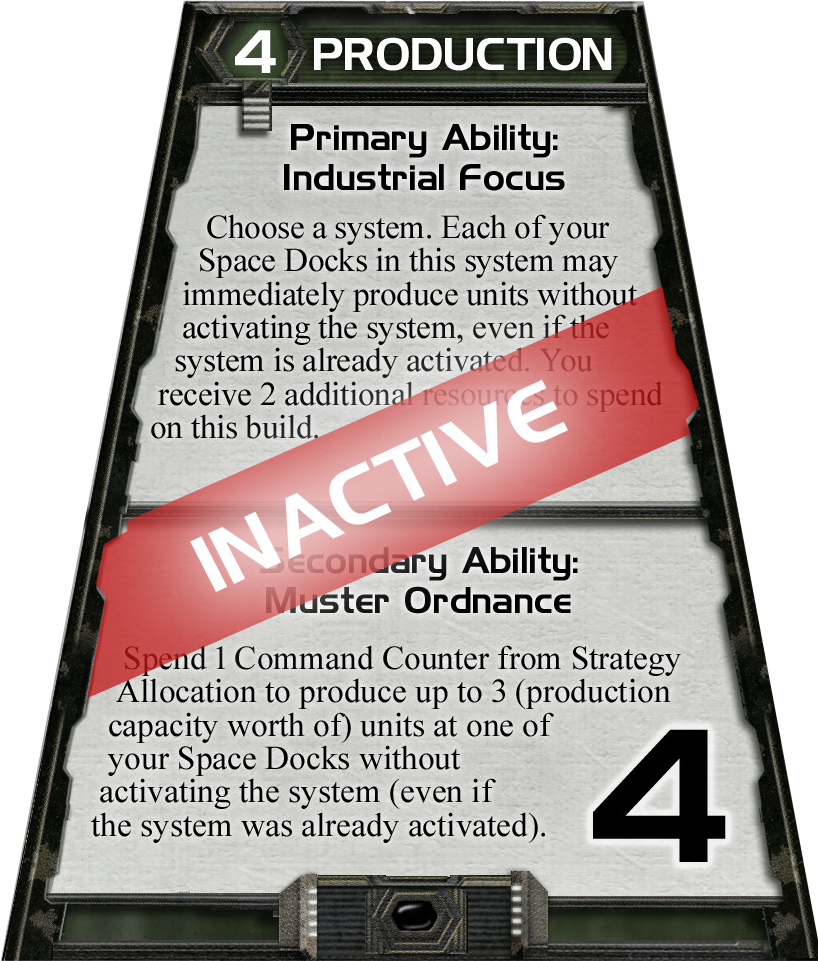 4 PRODUCTION
Primary Ability:
Industrial Focus
Choose a system. Each of your
Space Docks in this system may
immediately produce units without
activating the system, even if the
system is already activated. You
receive 2 additional resources to spend
on this build.
INACTIVE
Secondary Ability:
Muster Ordnance
Spend 1 Command Counter from Strategy
Allocation to produce up to 3 (production
capacity worth of) units at one of
your Space Docks without
activating the system (even if
the system was already activated).
4